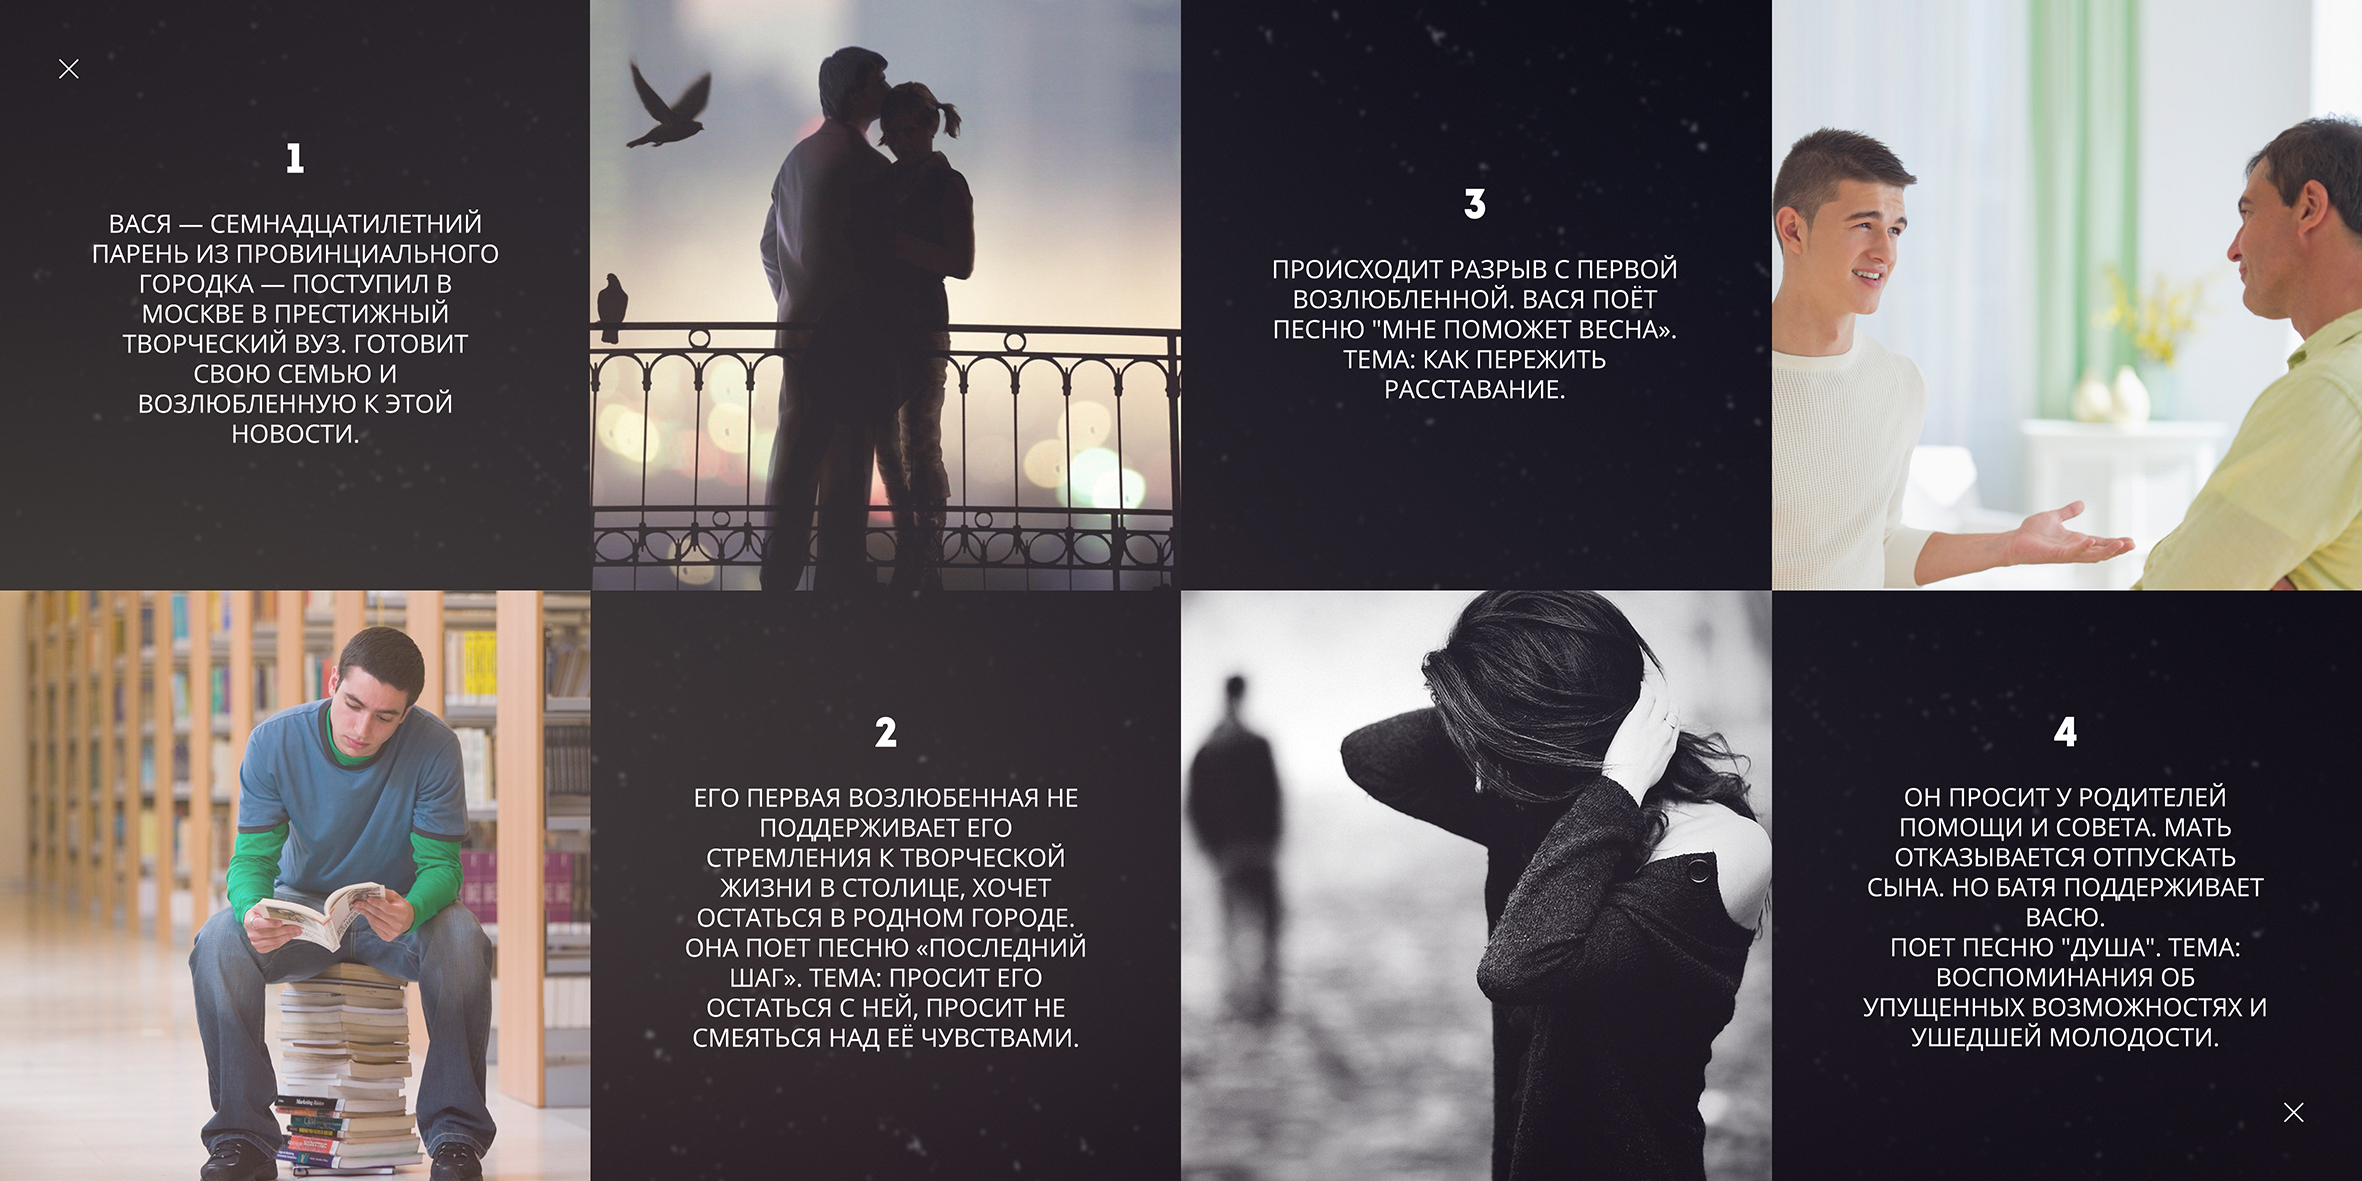 1
ВАСЯ — СЕМНАДЦАТИЛЕТНИЙ
ПАРЕНЬ ИЗ ПРОВИНЦИАЛЬНОГО
ГОРОДКА — ПОСТУПИЛ В
МОСКВЕ В ПРЕСТИЖНЫЙ
ТВОРЧЕСКИЙ ВУЗ. ГОТОВИТ
СВОЮ СЕМЬЮ И
ВОЗЛЮБЛЕННУЮ К ЭТОЙ
НОВОСТИ.
2
ЕГО ПЕРВАЯ ВОЗЛЮБЕННАЯ НЕ
ПОДДЕРЖИВАЕТ ЕГО
СТРЕМЛЕНИЯ К ТВОРЧЕСКОЙ
ЖИЗНИ В СТОЛИЦЕ, ХОЧЕТ
ОСТАТЬСЯ В РОДНОМ ГОРОДЕ.
ОНА ПОЕТ ПЕСНЮ «ПОСЛЕДНИЙ
ШАГ». ТЕМА: ПРОСИТ ЕГО
ОСТАТЬСЯ С НЕЙ, ПРОСИТ НЕ
СМЕЯТЬСЯ НАД ЕЁ ЧУВСТВАМИ.
3
ПРОИСХОДИТ РАЗРЫВ С ПЕРВОЙ
ВОЗЛЮБЛЕННОЙ. ВАСЯ ПОЁТ
ПЕСНЮ "МНЕ ПОМОЖЕТ ВЕСНА».
ТЕМА: КАК ПЕРЕЖИТЬ
РАССТАВАНИЕ.
4
ОН ПРОСИТ У РОДИТЕЛЕЙ
ПОМОЩИ И СОВЕТА. МАТЬ
ОТКАЗЫВАЕТСЯ ОТПУСКАТЬ
СЫНА. НО БАТЯ ПОДДЕРЖИВАЕТ
ВАСЮ.
ПОЕТ ПЕСНЮ "ДУША". ТЕМА:
ВОСПОМИНАНИЯ ОБ
УПУЩЕННЫХ ВОЗМОЖНОСТЯХ И
УШЕДШЕЙ МОЛОДОСТИ.